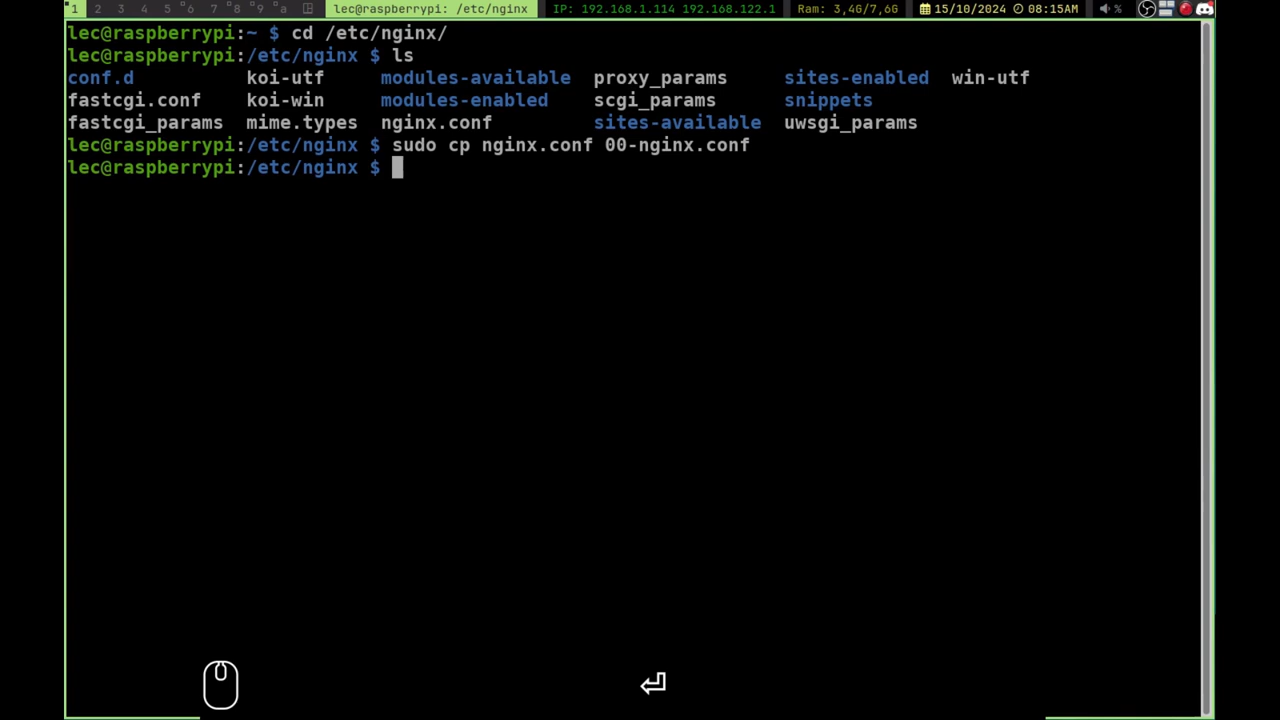 1 2 3 4 5 6 7 8 9 a lec@raspberrypi: /etc/nginx IP: 192.168.1.114 192.168.122.1 Ram: 3,4G/7,6G 15/10/2024 08:15AM %
lec@raspberrypi:~ $ cd /etc/nginx/
lec@raspberrypi:/etc/nginx $ ls
conf.d koi-utf modules-available proxy_params sites-enabled win-utf
fastcgi.conf koi-win modules-enabled scgi_params snippets
fastcgi_params mime.types nginx.conf sites-available uwsgi_params
lec@raspberrypi:/etc/nginx $ sudo cp nginx.conf 00-nginx.conf
lec@raspberrypi:/etc/nginx $